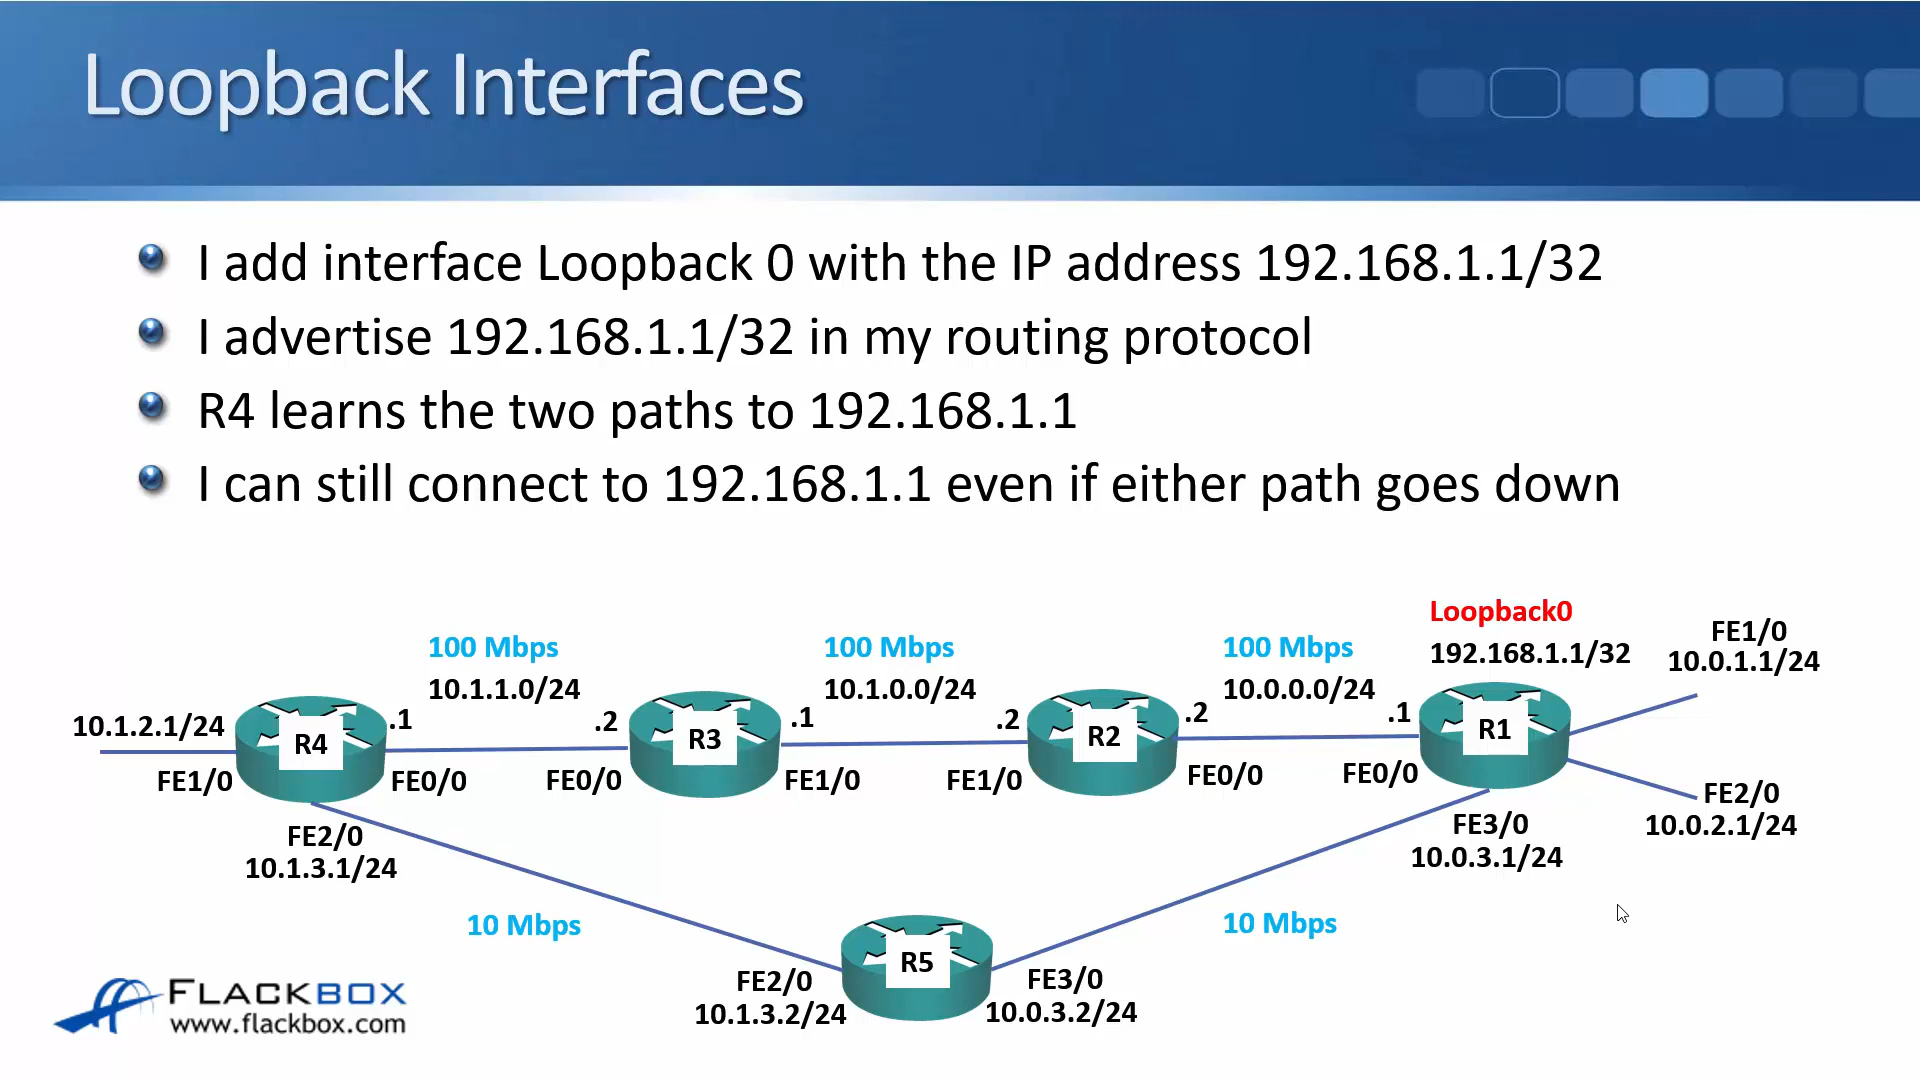 Loopback Interfaces
I add interface Loopback 0 with the IP address 192.168.1.1/32
I advertise 192.168.1.1/32 in my routing protocol
R4 learns the two paths to 192.168.1.1
I can still connect to 192.168.1.1 even if either path goes down
Loopback0
192.168.1.1/32
FE1/0
10.0.1.1/24
100 Mbps
10.1.1.0/24
100 Mbps
10.1.0.0/24
100 Mbps
10.0.0.0/24
10.1.2.1/24
FE1/0
R4
.1
FE0/0
.2
FE0/0
R3
.1
FE1/0
.2
FE1/0
R2
.2
FE0/0
.1
FE0/0
R1
FE2/0
10.0.2.1/24
FE2/0
10.1.3.1/24
FE3/0
10.0.3.1/24
10 Mbps
10 Mbps
R5
FE2/0
10.1.3.2/24
FE3/0
10.0.3.2/24
FLACKBOX
www.flackbox.com